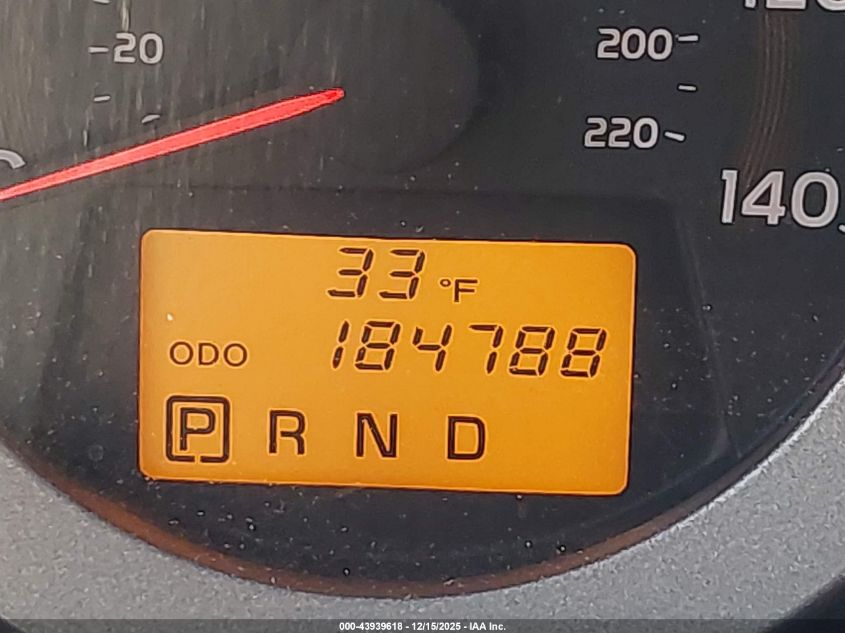 20
200
220
140
33 °F
ODO 184788
P R N D
000-43939618 - 12/15/2025 - IAA Inc.